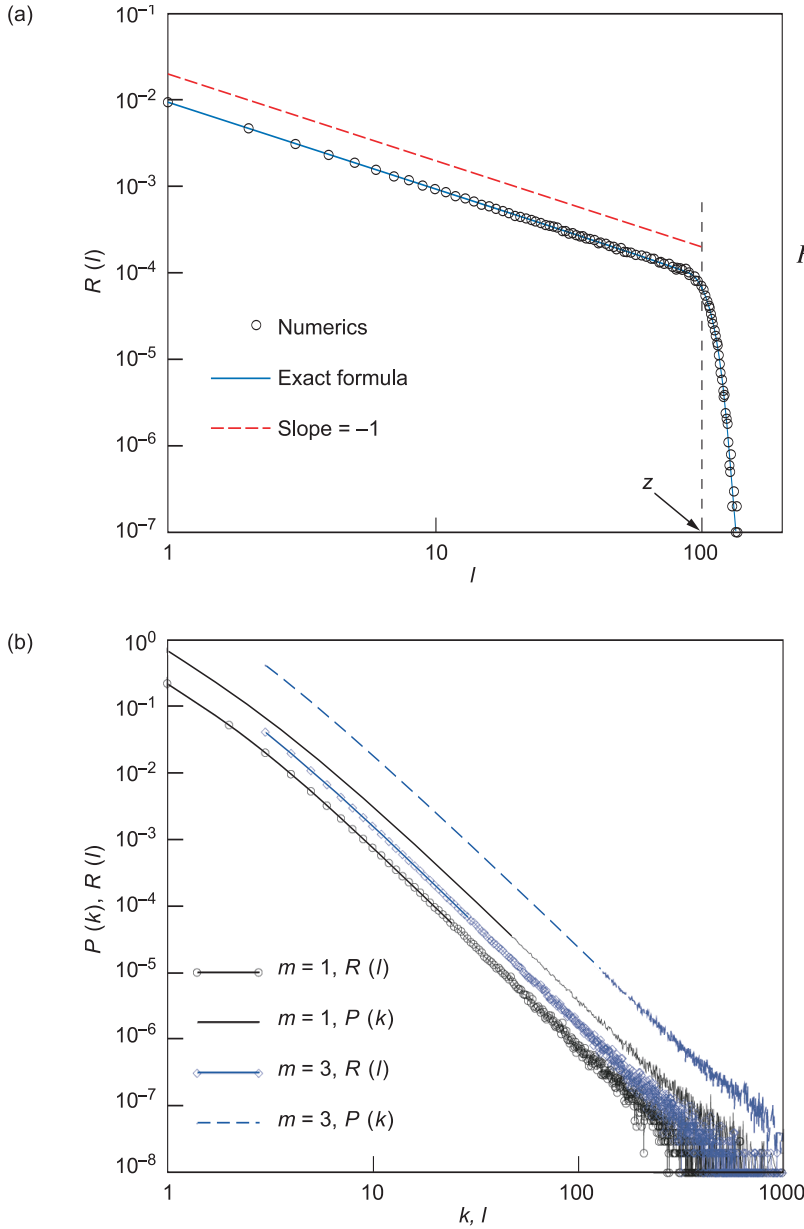 (a)
10⁻¹
10⁻²
10⁻³
10⁻⁴
10⁻⁵
10⁻⁶
10⁻⁷
R (l)
Numerics
Exact formula
Slope = –1
z
1
10
100
l
(b)
10⁰
10⁻¹
10⁻²
10⁻³
10⁻⁴
10⁻⁵
10⁻⁶
10⁻⁷
10⁻⁸
P (k), R (l)
m = 1, R (l)
m = 1, P (k)
m = 3, R (l)
m = 3, P (k)
1
10
100
1000
k, l